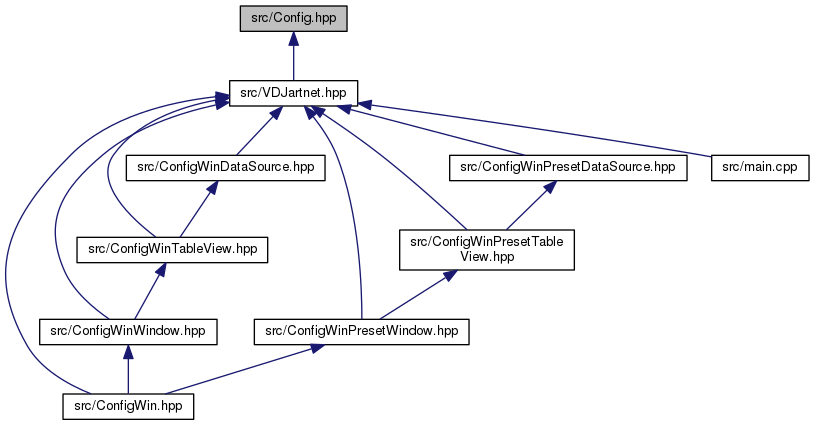 src/Config.hpp
src/VDJartnet.hpp
src/ConfigWinDataSource.hpp
src/ConfigWinPresetDataSource.hpp
src/main.cpp
src/ConfigWinTableView.hpp
src/ConfigWinPresetTable
View.hpp
src/ConfigWinWindow.hpp
src/ConfigWinPresetWindow.hpp
src/ConfigWin.hpp